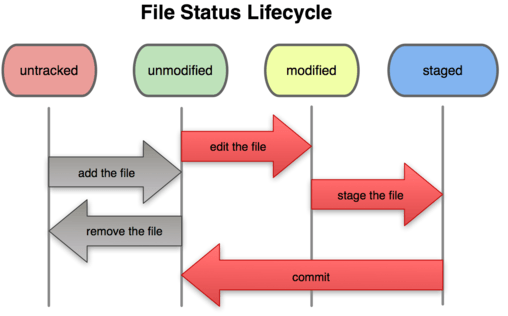 File Status Lifecycle
untracked
unmodified
modified
staged
edit the file
add the file
stage the file
remove the file
commit